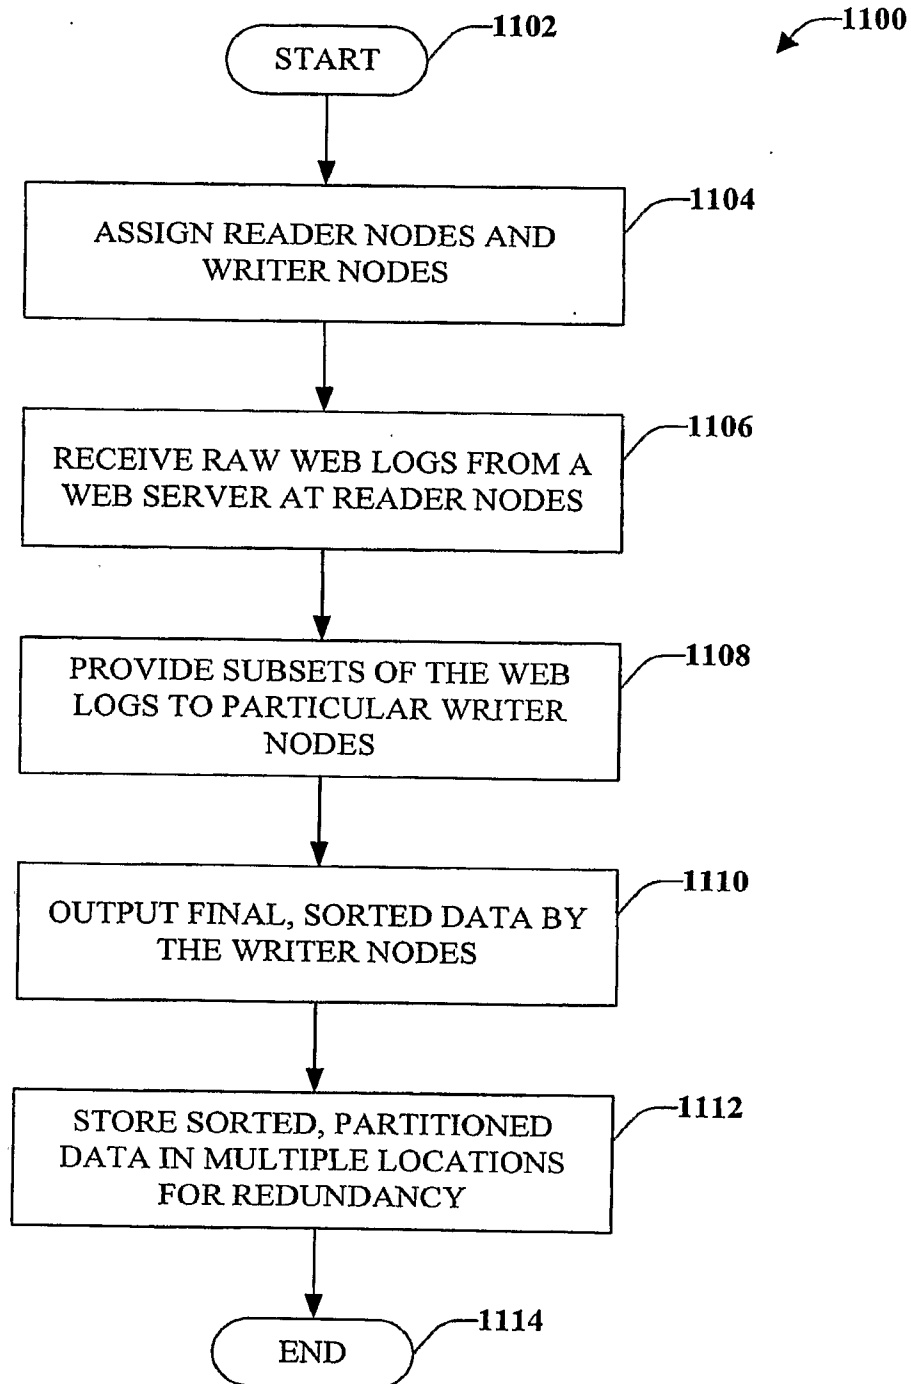 1100
START
1102
ASSIGN READER NODES AND
WRITER NODES
1104
RECEIVE RAW WEB LOGS FROM A
WEB SERVER AT READER NODES
1106
PROVIDE SUBSETS OF THE WEB
LOGS TO PARTICULAR WRITER
NODES
1108
OUTPUT FINAL, SORTED DATA BY
THE WRITER NODES
1110
STORE SORTED, PARTITIONED
DATA IN MULTIPLE LOCATIONS
FOR REDUNDANCY
1112
END
1114